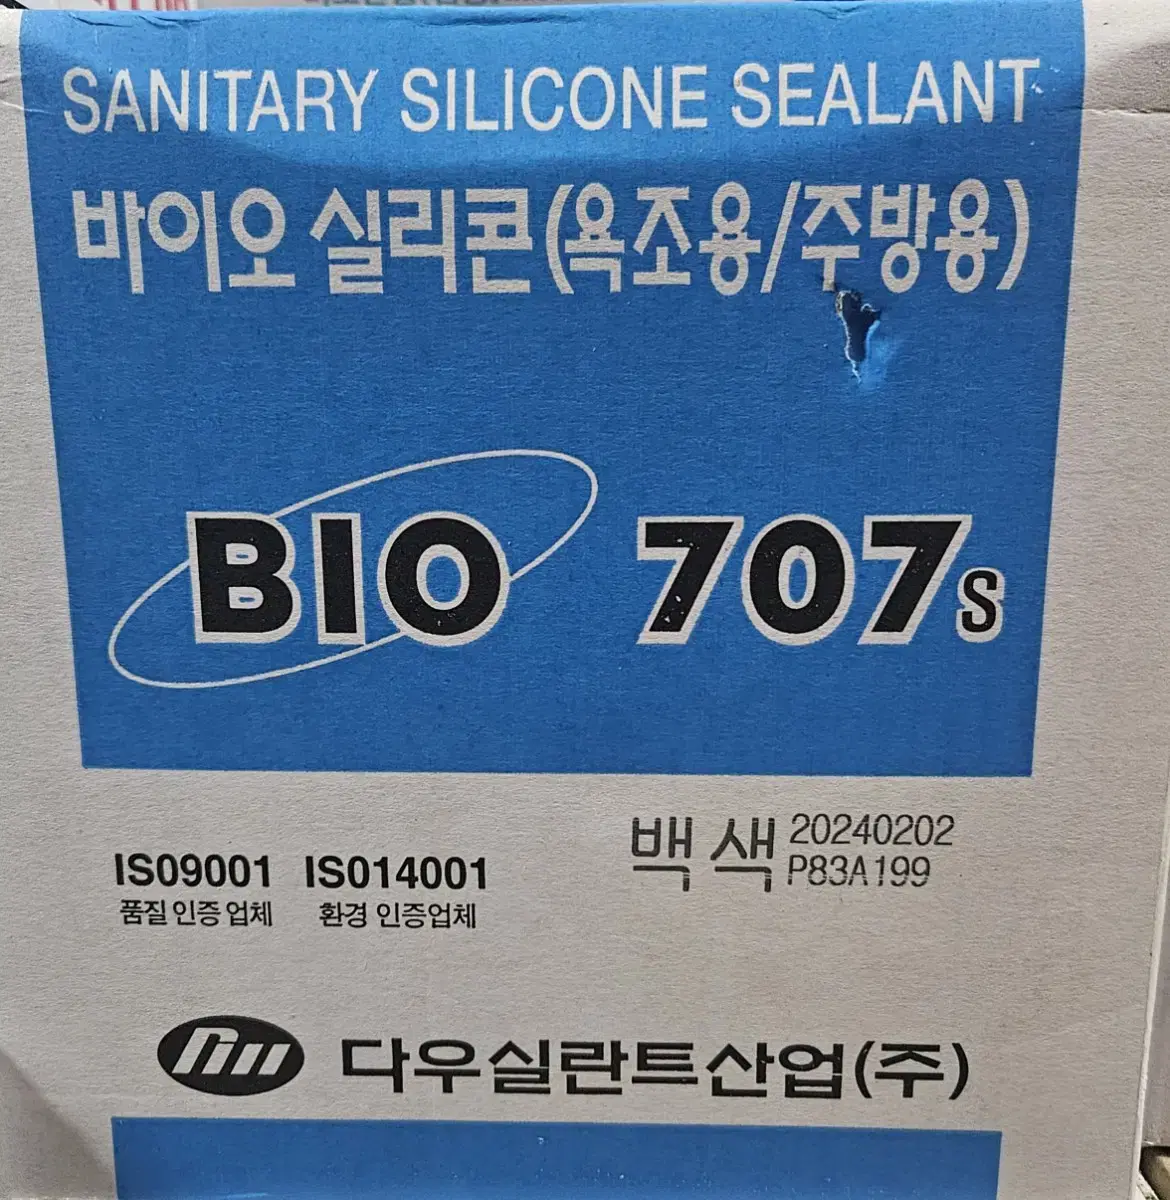 SANITARY SILICONE SEALANT
바이오 실리콘(욕조용/주방용)
BIO 707s
백색 20240202
P83A199
ISO9001 ISO14001
품질 인증 업체 환경 인증업체
다우실란트산업(주)